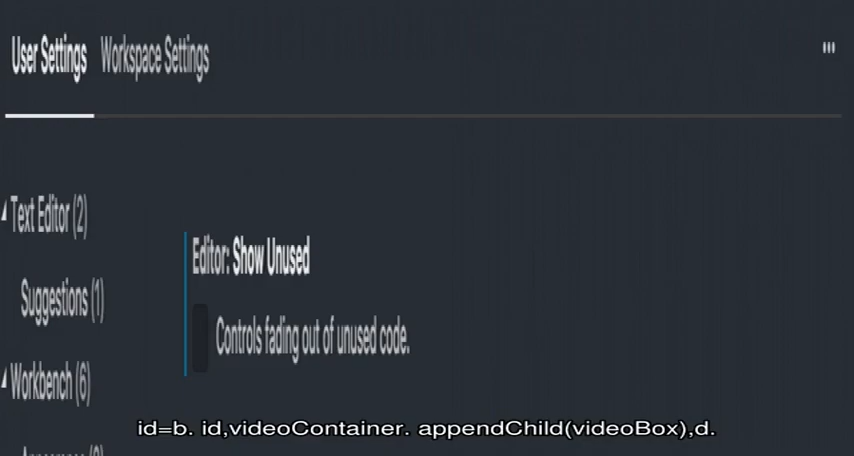 User Settings Workspace Settings
Text Editor (2)
Editor: Show Unused
Suggestions (1)
Controls fading out of unused code.
Workbench (6)
id=b. id,videoContainer. appendChild(videoBox),d.